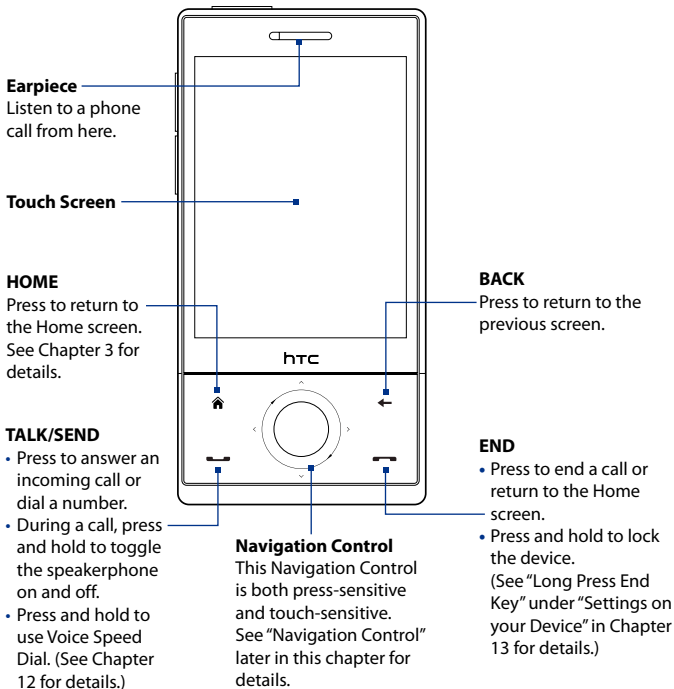 Earpiece
Listen to a phone
call from here.
Touch Screen
HOME
Press to return to
the Home screen.
See Chapter 3 for
details.
BACK
Press to return to the
previous screen.
hTC
TALK/SEND
• Press to answer an
incoming call or
dial a number.
• During a call, press
and hold to toggle
the speakerphone
on and off.
• Press and hold to
use Voice Speed
Dial. (See Chapter
12 for details.)
Navigation Control
This Navigation Control
is both press-sensitive
and touch-sensitive.
See “Navigation Control”
later in this chapter for
details.
END
• Press to end a call or
return to the Home
screen.
• Press and hold to lock
the device.
(See “Long Press End
Key” under “Settings on
your Device” in Chapter
13 for details.)